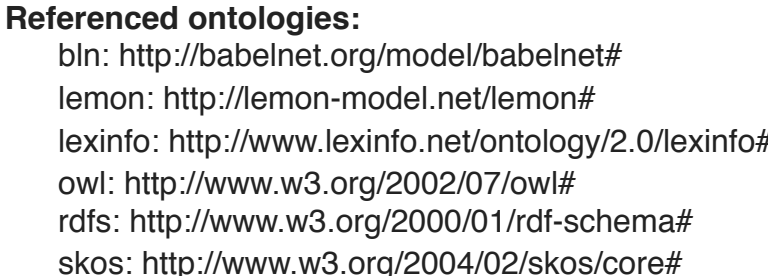 Referenced ontologies:
bln: http://babelnet.org/model/babelnet#
lemon: http://lemon-model.net/lemon#
lexinfo: http://www.lexinfo.net/ontology/2.0/lexinfo#
owl: http://www.w3.org/2002/07/owl#
rdfs: http://www.w3.org/2000/01/rdf-schema#
skos: http://www.w3.org/2004/02/skos/core#